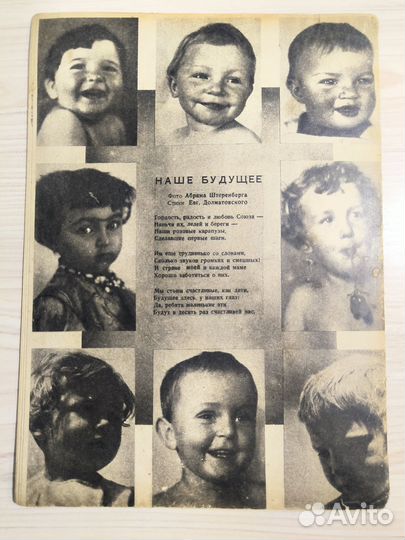 НАШЕ БУДУЩЕЕ
Фото Абрама Штеренберга
Стихи Евг. Долматовского
Гордость, радость и любовь Союза —
Нянчи их, лелей и береги —
Наши розовые карапузы,
Сделавшие первые шаги.
Им еще трудненько со словами,
Сколько звуков громких и смешных!
И стране моей и каждой маме
Хорошо заботиться о них.
Мы стоим счастливые, как дети,
Будущее здесь, у наших глаз:
Да, ребята маленькие эти
Будут в десять раз счастливей нас.
Avito